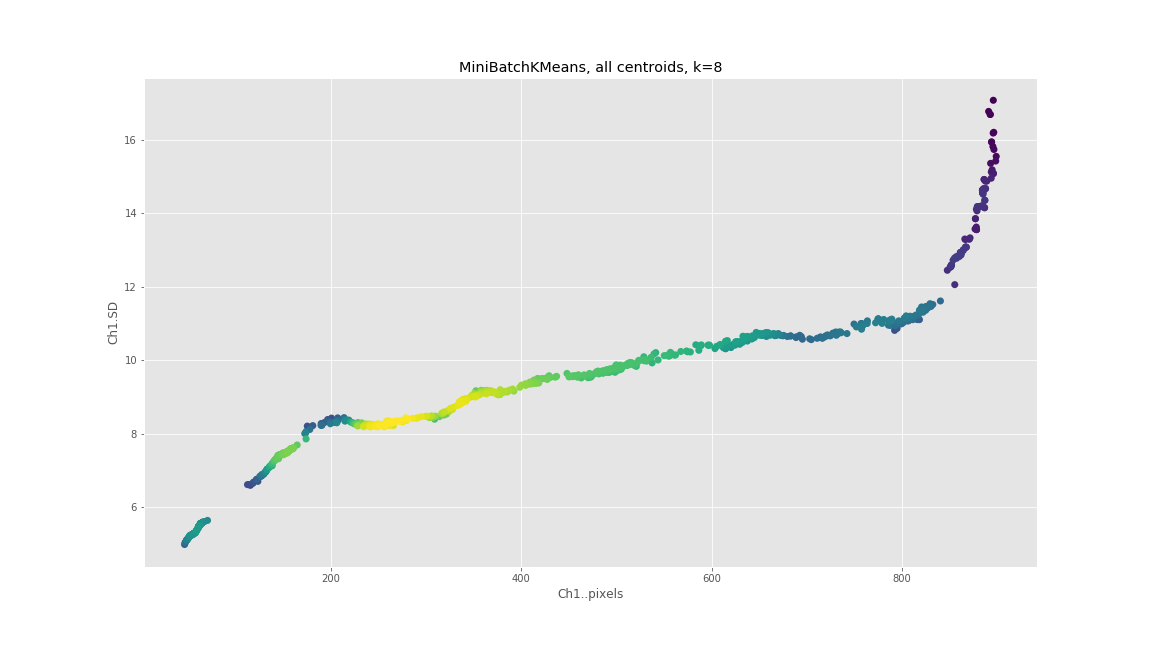 MiniBatchKMeans, all centroids, k=8
Ch1.SD
16
14
12
10
8
6
200 400 600 800
Ch1..pixels